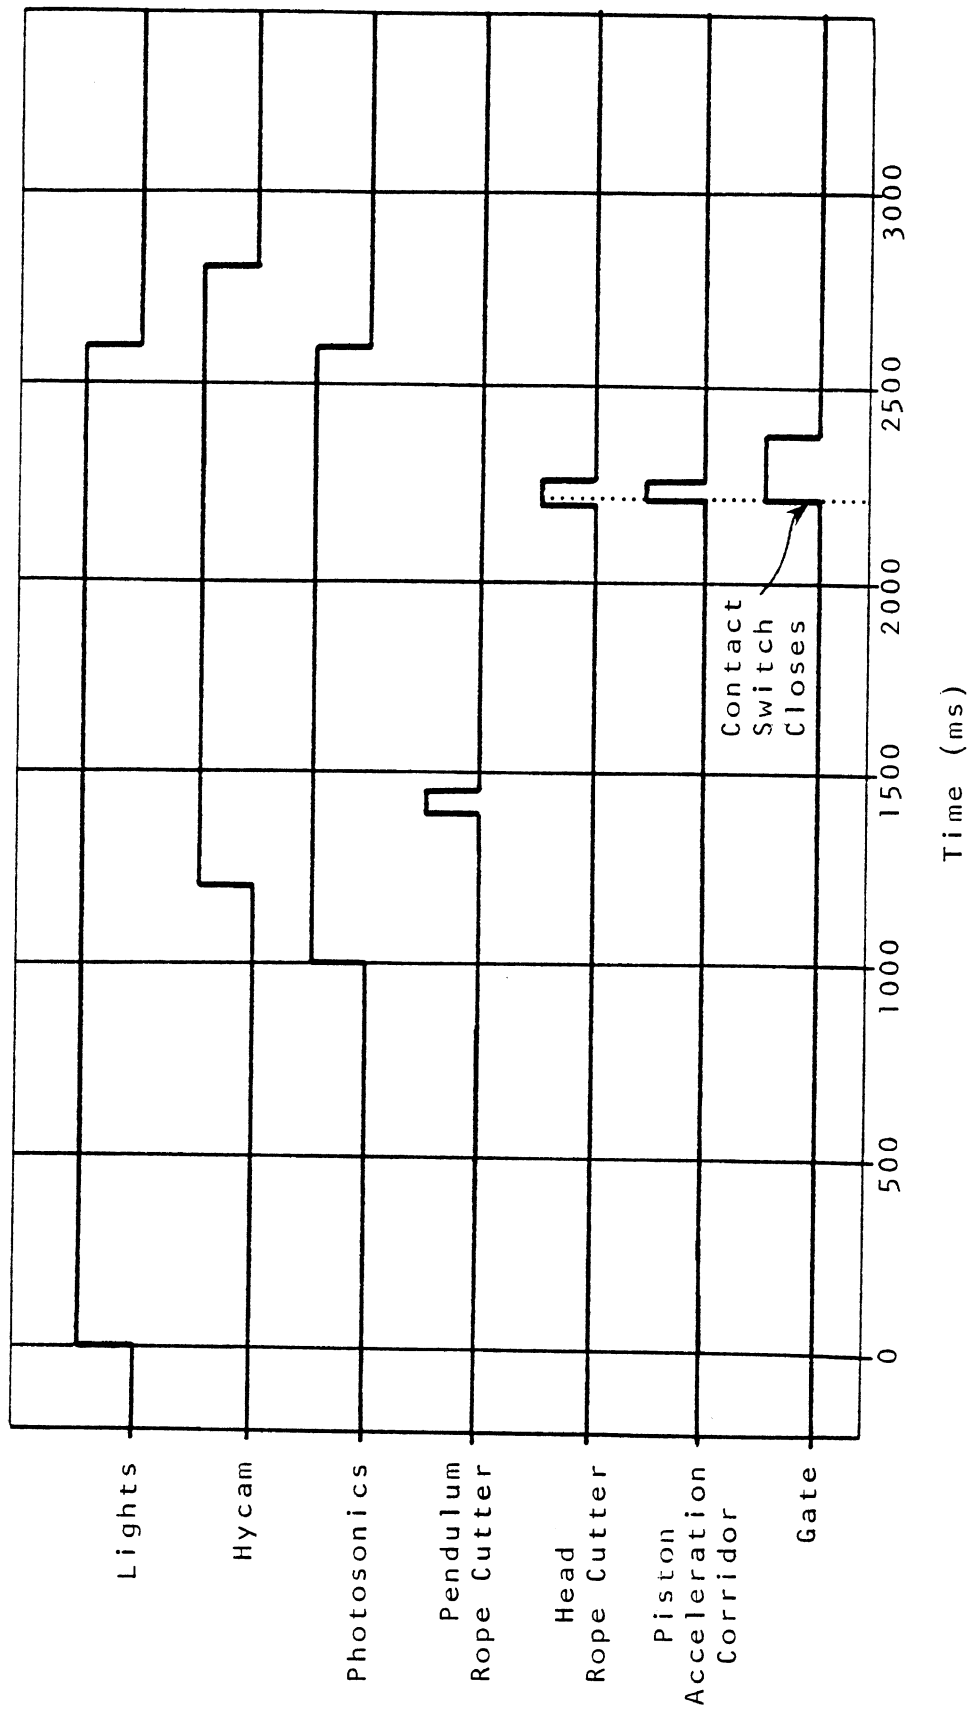 Lights
Hycam
Photosonics
Pendulum
Rope Cutter
Head
Rope Cutter
Piston
Acceleration
Corridor
Gate
Contact
Switch
Closes
0
500
1000
1500
2000
2500
3000
Time (ms)